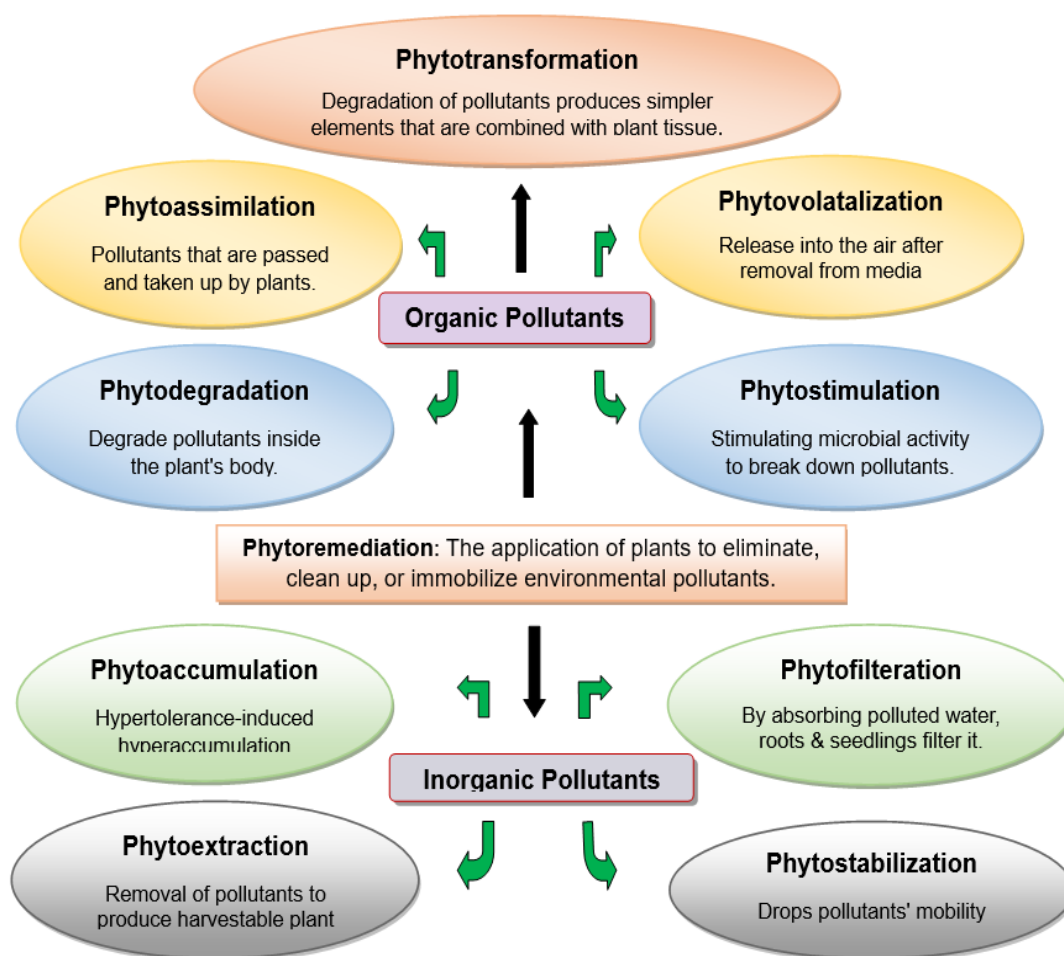 Phytotransformation
Degradation of pollutants produces simpler
elements that are combined with plant tissue.
Phytoassimilation
Pollutants that are passed
and taken up by plants.
Phytovolatalization
Release into the air after
removal from media
Organic Pollutants
Phytodegradation
Degrade pollutants inside
the plant's body.
Phytostimulation
Stimulating microbial activity
to break down pollutants.
Phytoremediation: The application of plants to eliminate,
clean up, or immobilize environmental pollutants.
Phytoaccumulation
Hypertolerance-induced
hyperaccumulation
Phytofilteration
By absorbing polluted water,
roots & seedlings filter it.
Inorganic Pollutants
Phytoextraction
Removal of pollutants to
produce harvestable plant
Phytostabilization
Drops pollutants' mobility